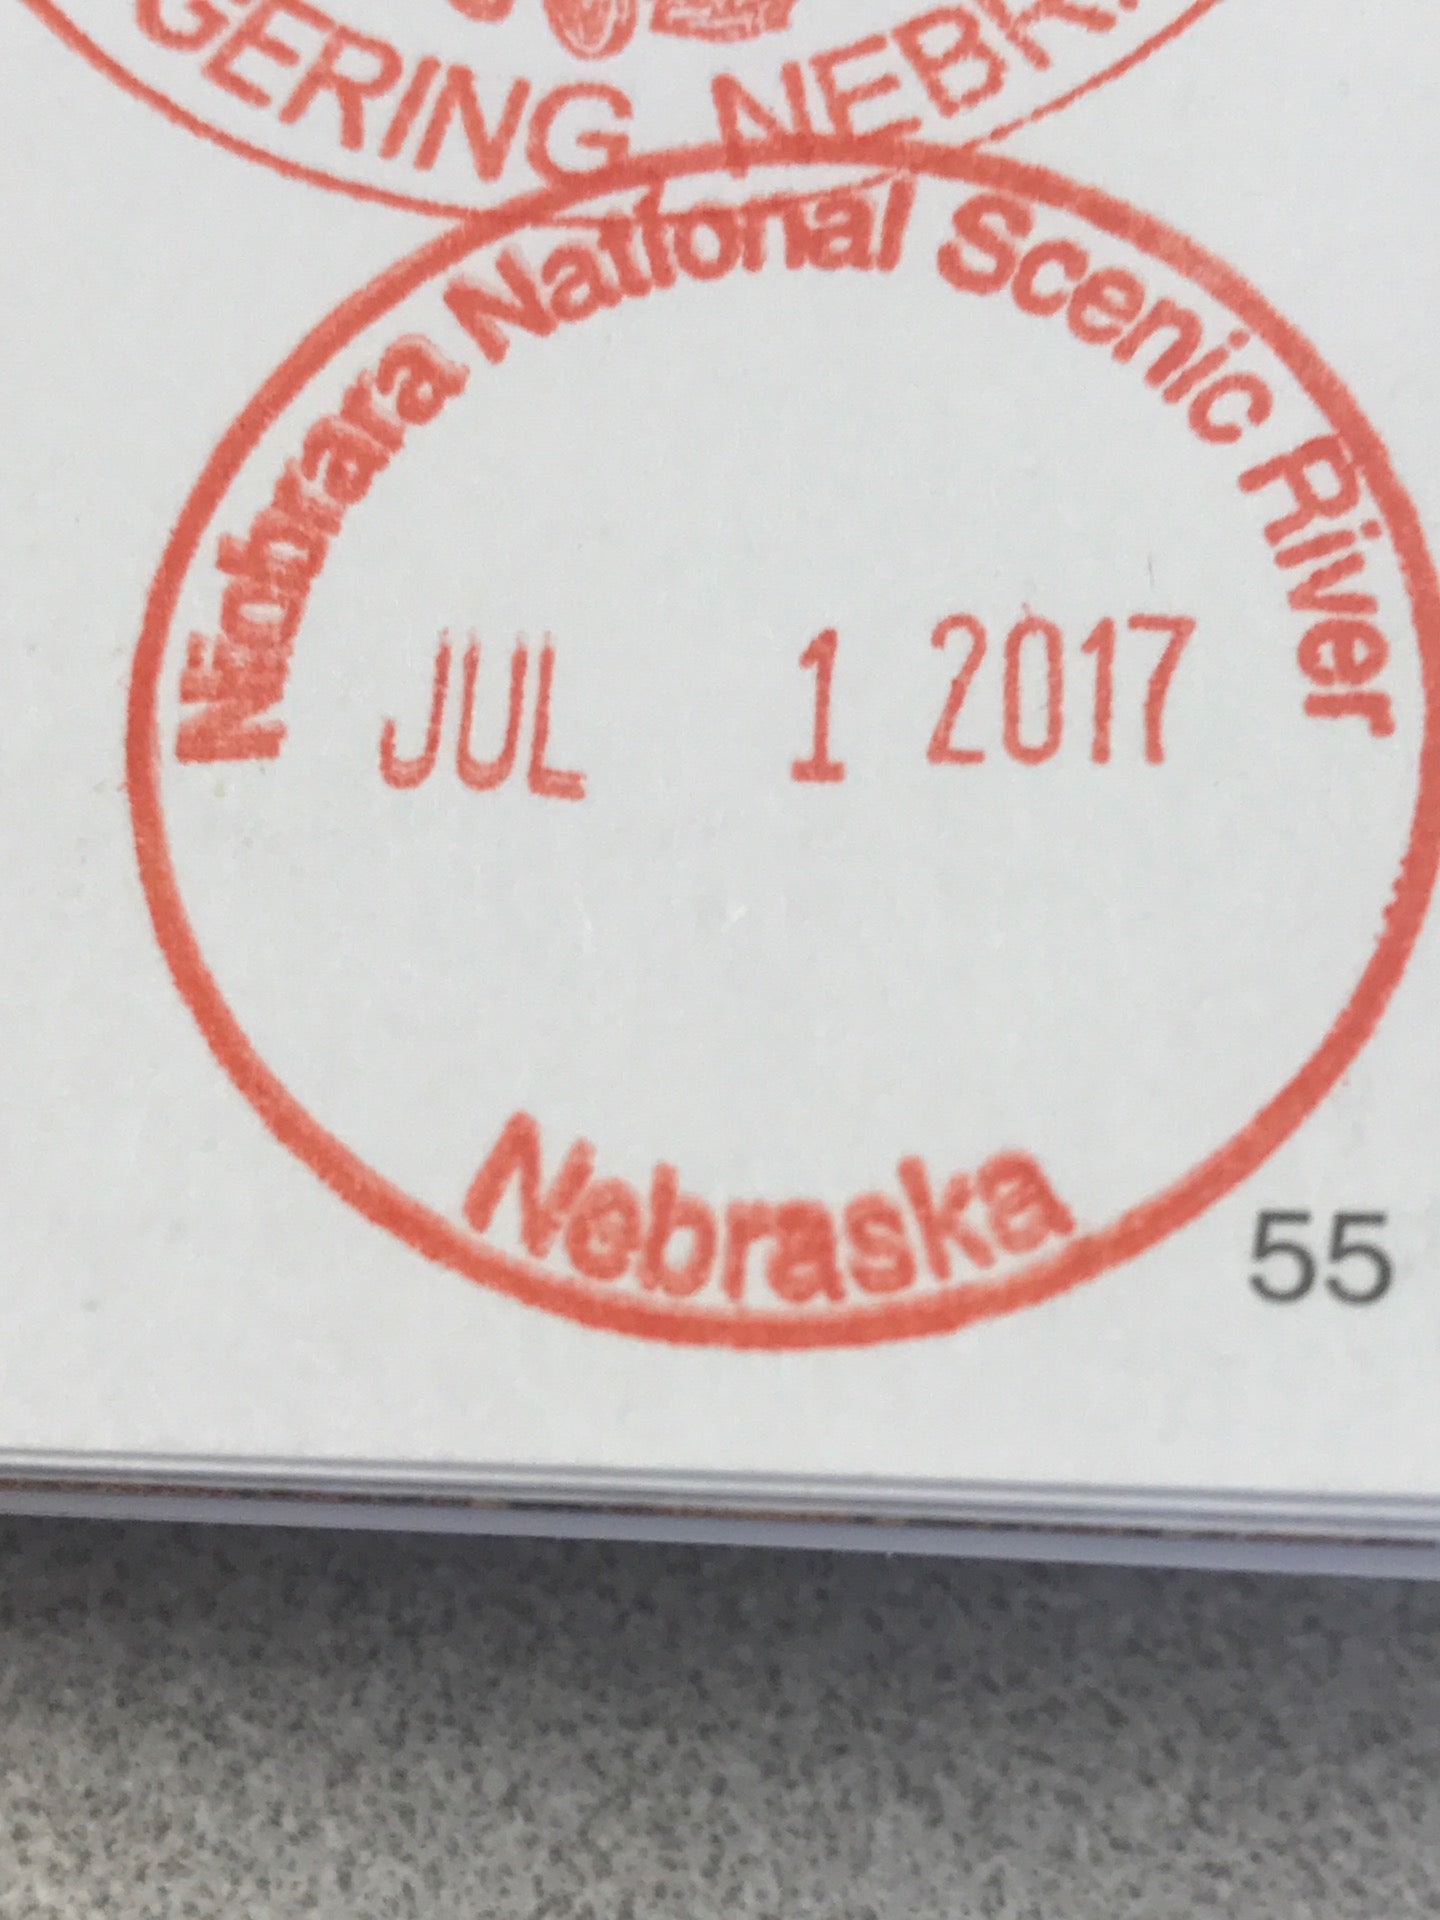 GERING NEBR
Niobrara National Scenic River
JUL 1 2017
Nebraska
55